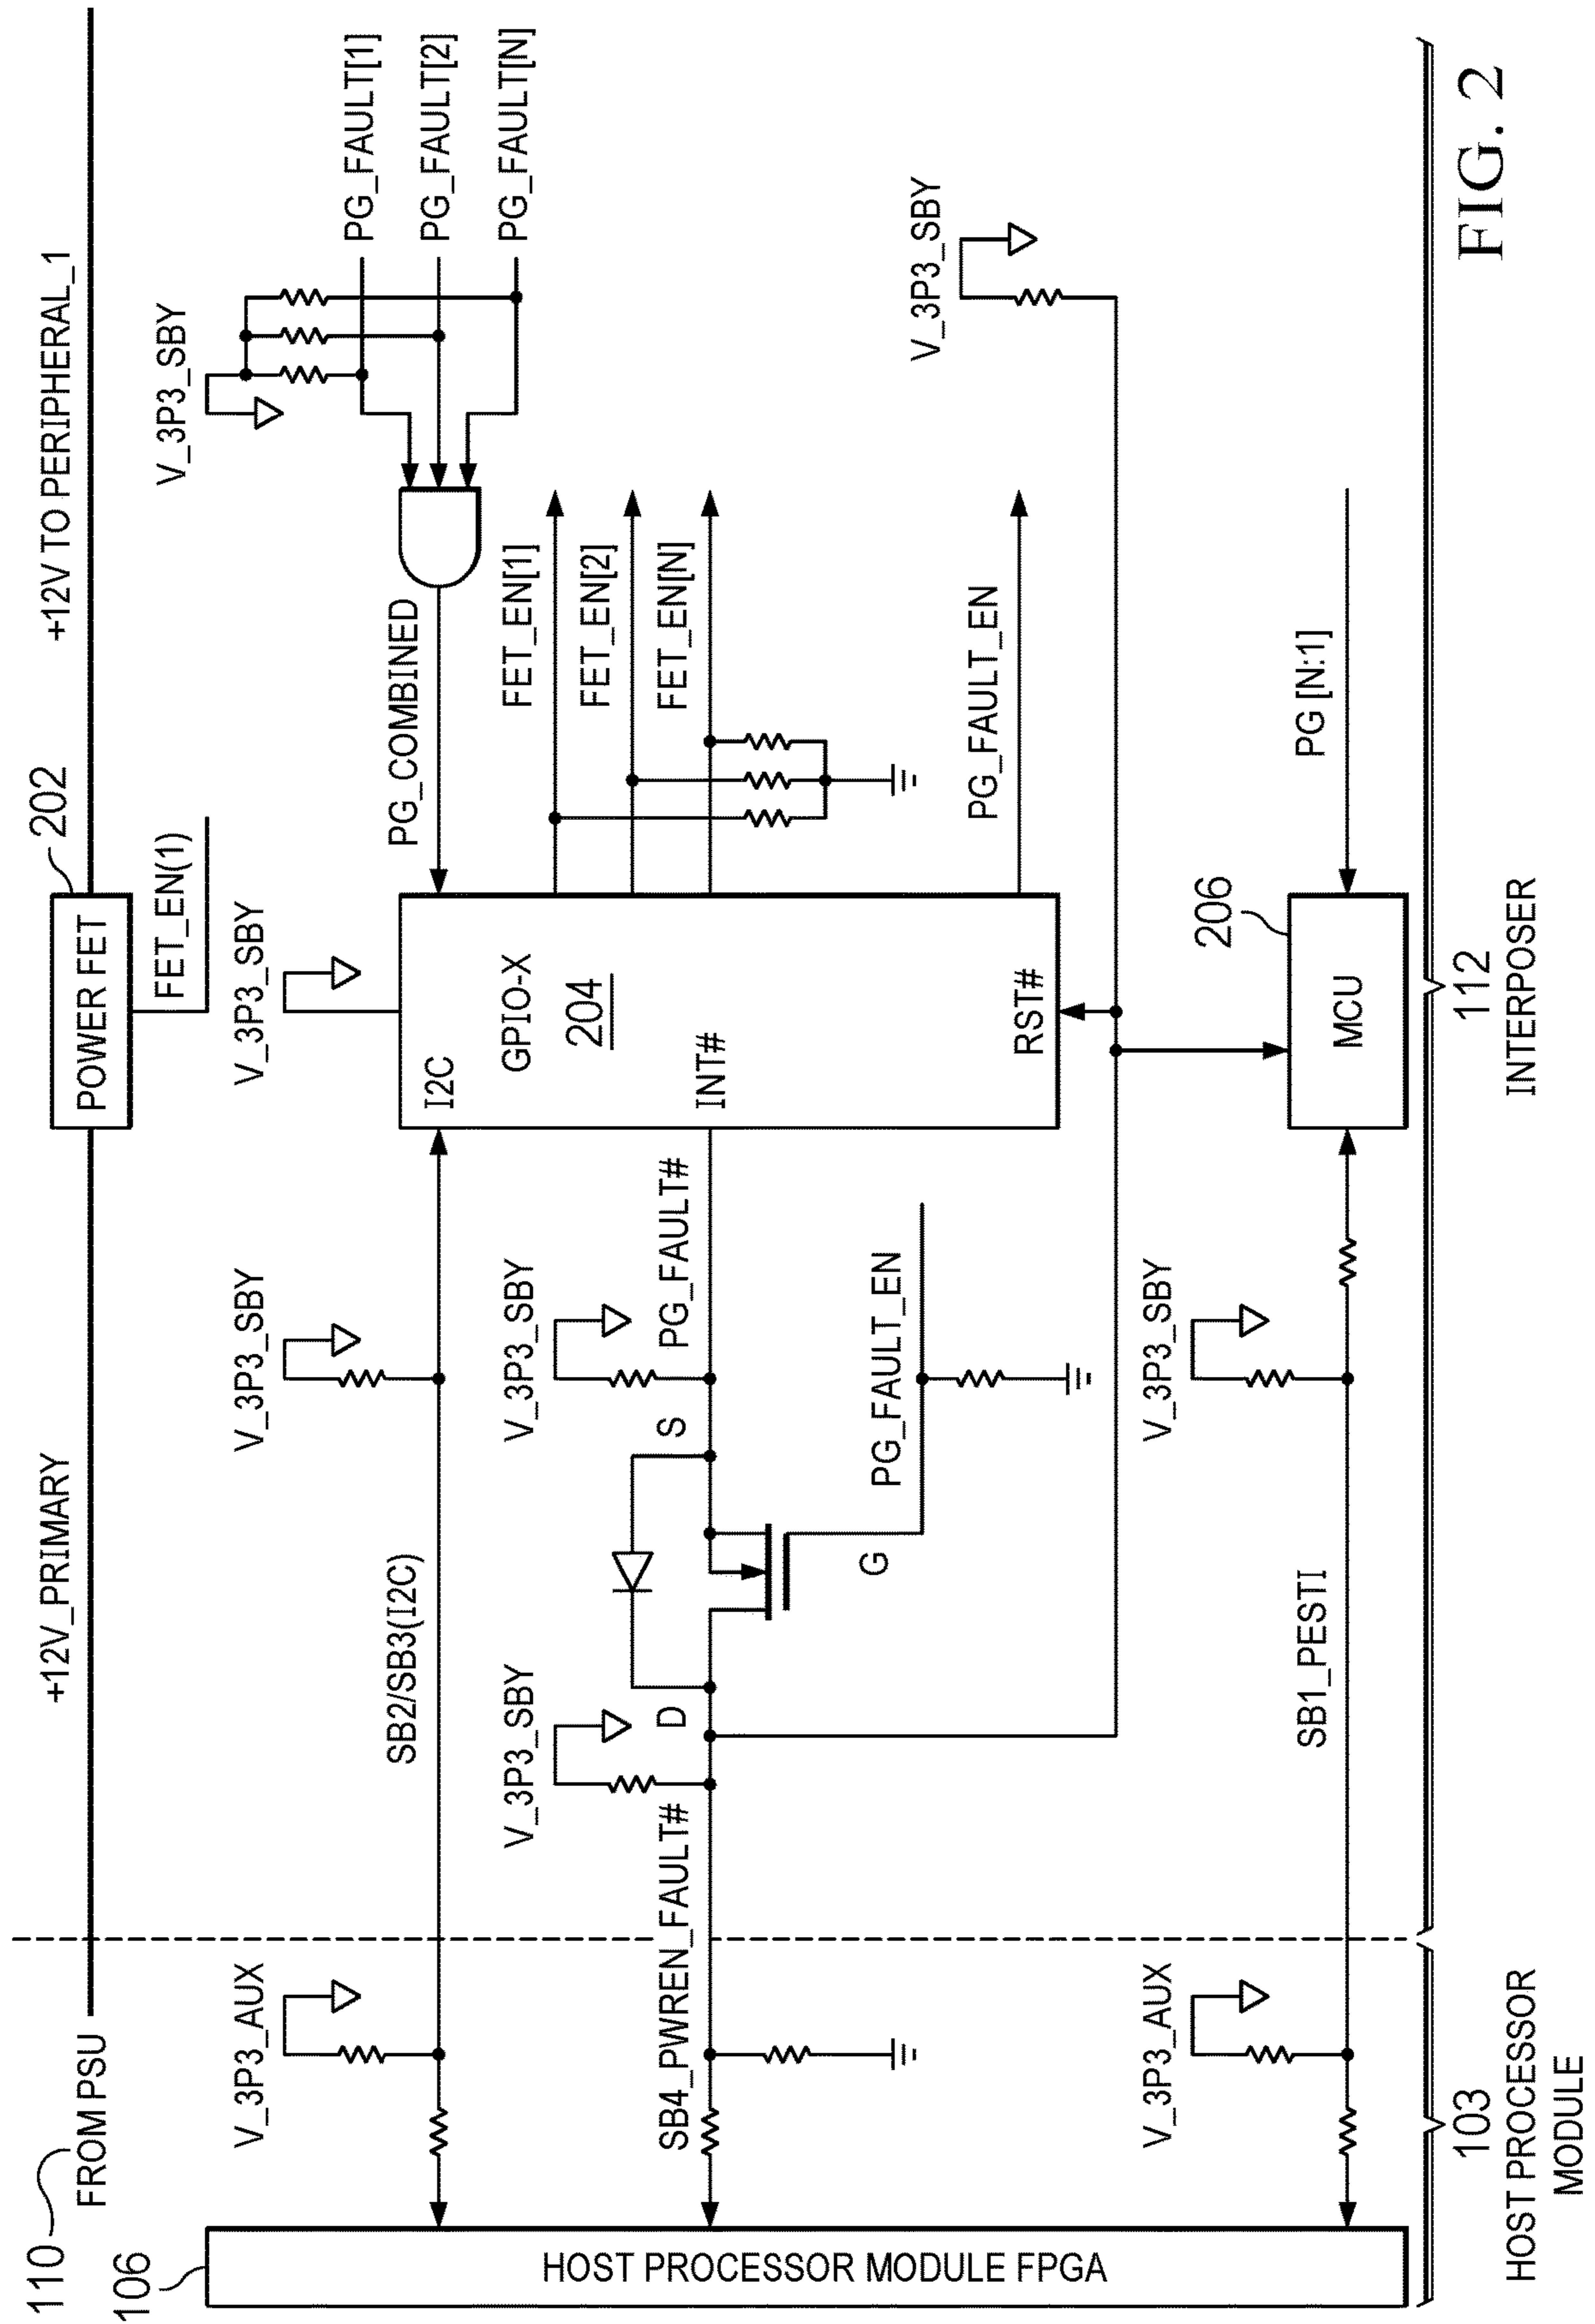 110
FROM PSU
+12V_PRIMARY
POWER FET
202
+12V TO PERIPHERAL_1
FET_EN(1)
106
HOST PROCESSOR MODULE FPGA
V_3P3_AUX
V_3P3_SBY
V_3P3_SBY
V_3P3_SBY
SB2/SB3(I2C)
I2C
GPIO-X
204
INT#
RST#
PG_COMBINED
PG_FAULT[1]
PG_FAULT[2]
PG_FAULT[N]
FET_EN[1]
FET_EN[2]
FET_EN[N]
SB4_PWREN_FAULT#
V_3P3_SBY
D
S
G
V_3P3_SBY
PG_FAULT#
PG_FAULT_EN
PG_FAULT_EN
V_3P3_SBY
V_3P3_AUX
SB1_PESTI
V_3P3_SBY
MCU
206
PG [N:1]
103
HOST PROCESSOR
MODULE
112
INTERPOSER
FIG. 2